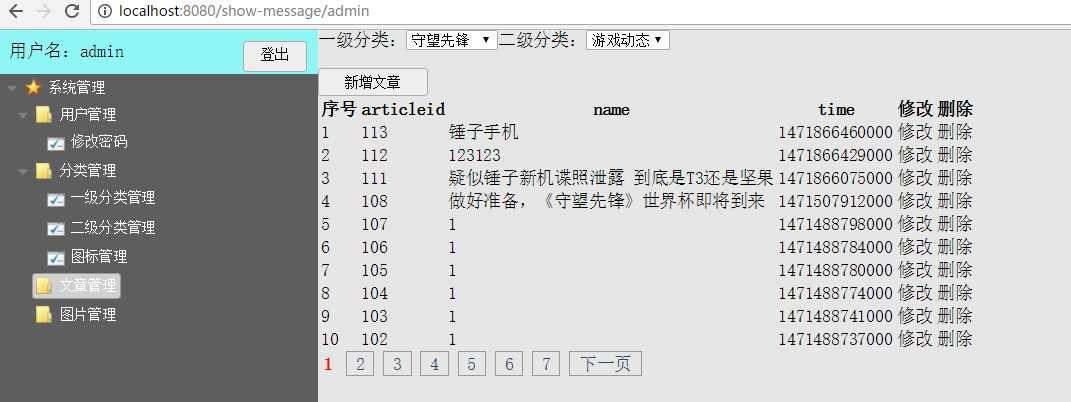 localhost:8080/show-message/admin
用户名：admin 登出
系统管理
用户管理
修改密码
分类管理
一级分类管理
二级分类管理
图标管理
文章管理
图片管理
一级分类：守望先锋 二级分类：游戏动态
新增文章
序号 articleid name time 修改 删除
1 113 锤子手机 1471866460000 修改 删除
2 112 123123 1471866429000 修改 删除
3 111 疑似锤子新机谍照泄露 到底是T3还是坚果 1471866075000 修改 删除
4 108 做好准备，《守望先锋》世界杯即将到来 1471507912000 修改 删除
5 107 1 1471488798000 修改 删除
6 106 1 1471488784000 修改 删除
7 105 1 1471488780000 修改 删除
8 104 1 1471488774000 修改 删除
9 103 1 1471488741000 修改 删除
10 102 1 1471488737000 修改 删除
1 2 3 4 5 6 7 下一页